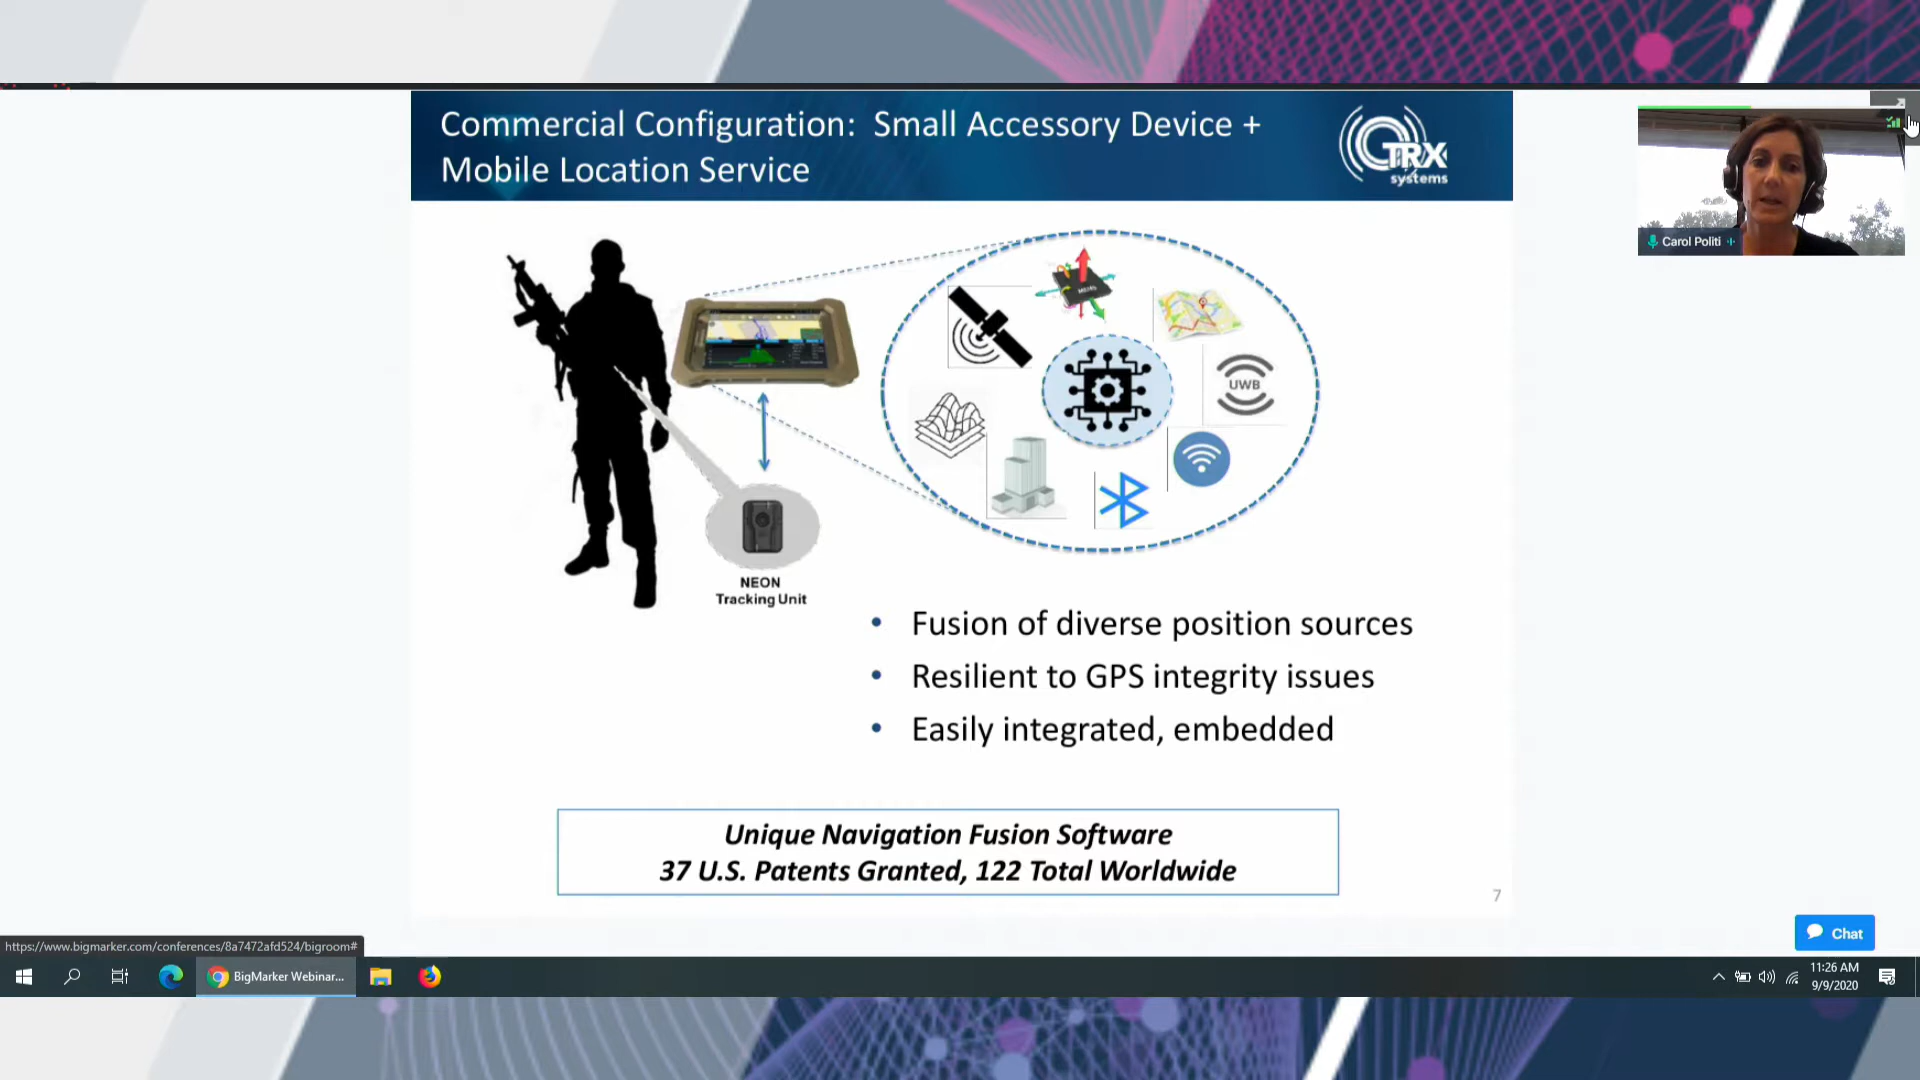 Commercial Configuration: Small Accessory Device +
Mobile Location Service
TRX
systems
Carol Politi
UWB
NEON
Tracking Unit
• Fusion of diverse position sources
• Resilient to GPS integrity issues
• Easily integrated, embedded
Unique Navigation Fusion Software
37 U.S. Patents Granted, 122 Total Worldwide
7
Chat
https://www.bigmarker.com/conferences/8a7472afd524/bigroom#
BigMarker Webinar...
11:26 AM
9/9/2020